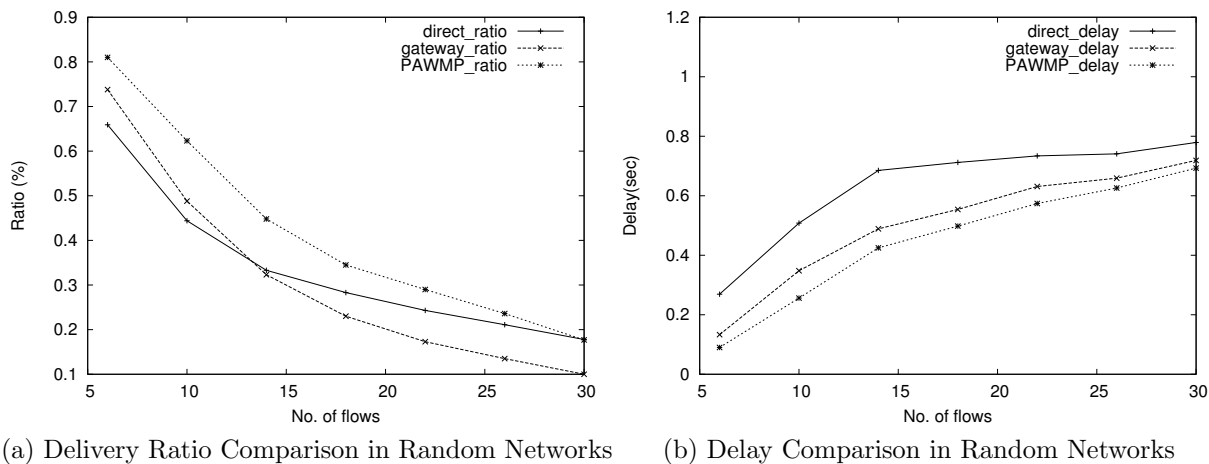 0.9
0.8
0.7
0.6
0.5
0.4
0.3
0.2
0.1
Ratio (%)
direct_ratio
gateway_ratio
PAWMP_ratio
5 10 15 20 25 30
No. of flows
(a) Delivery Ratio Comparison in Random Networks
1.2
1
0.8
0.6
0.4
0.2
0
Delay(sec)
direct_delay
gateway_delay
PAWMP_delay
5 10 15 20 25 30
No. of flows
(b) Delay Comparison in Random Networks